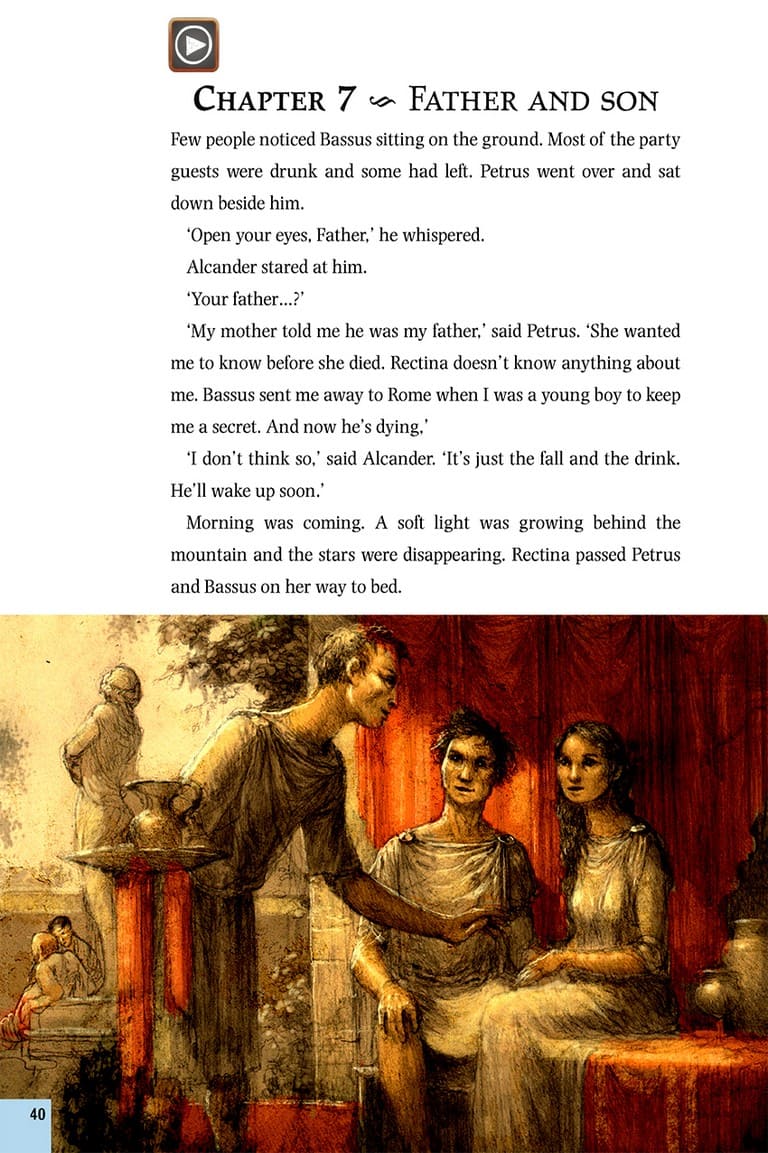 CHAPTER 7 ~ FATHER AND SON
Few people noticed Bassus sitting on the ground. Most of the party
guests were drunk and some had left. Petrus went over and sat
down beside him.
‘Open your eyes, Father,’ he whispered.
Alcander stared at him.
‘Your father...?’
‘My mother told me he was my father,’ said Petrus. ‘She wanted
me to know before she died. Rectina doesn’t know anything about
me. Bassus sent me away to Rome when I was a young boy to keep
me a secret. And now he’s dying,’
‘I don’t think so,’ said Alcander. ‘It’s just the fall and the drink.
He’ll wake up soon.’
Morning was coming. A soft light was growing behind the
mountain and the stars were disappearing. Rectina passed Petrus
and Bassus on her way to bed.
40